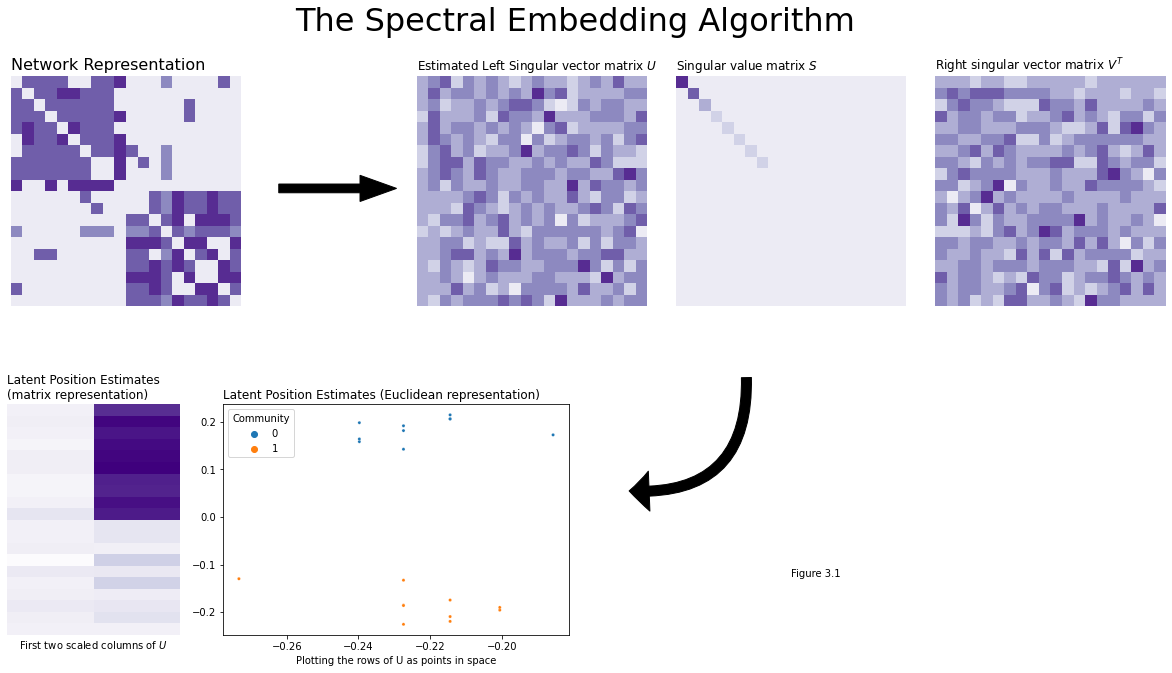 The Spectral Embedding Algorithm
Network Representation
Estimated Left Singular vector matrix U
Singular value matrix S
Right singular vector matrix V^T
Latent Position Estimates
(matrix representation)
First two scaled columns of U
Latent Position Estimates (Euclidean representation)
Community
0
1
0.2
0.1
0.0
−0.1
−0.2
−0.26
−0.24
−0.22
−0.20
Plotting the rows of U as points in space
Figure 3.1